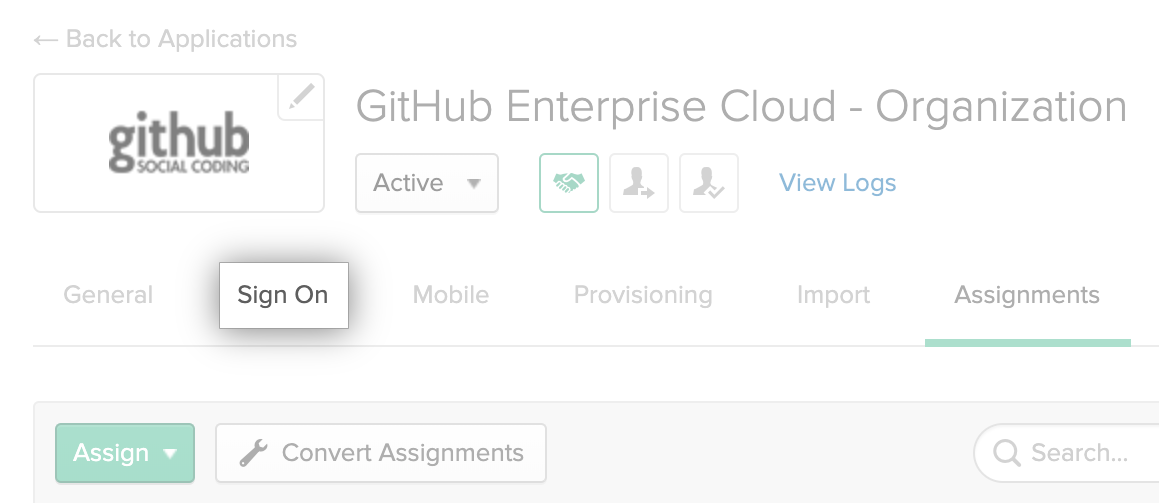 ← Back to Applications
github
SOCIAL CODING
GitHub Enterprise Cloud - Organization
Active
View Logs
General
Sign On
Mobile
Provisioning
Import
Assignments
Assign
Convert Assignments
Search...